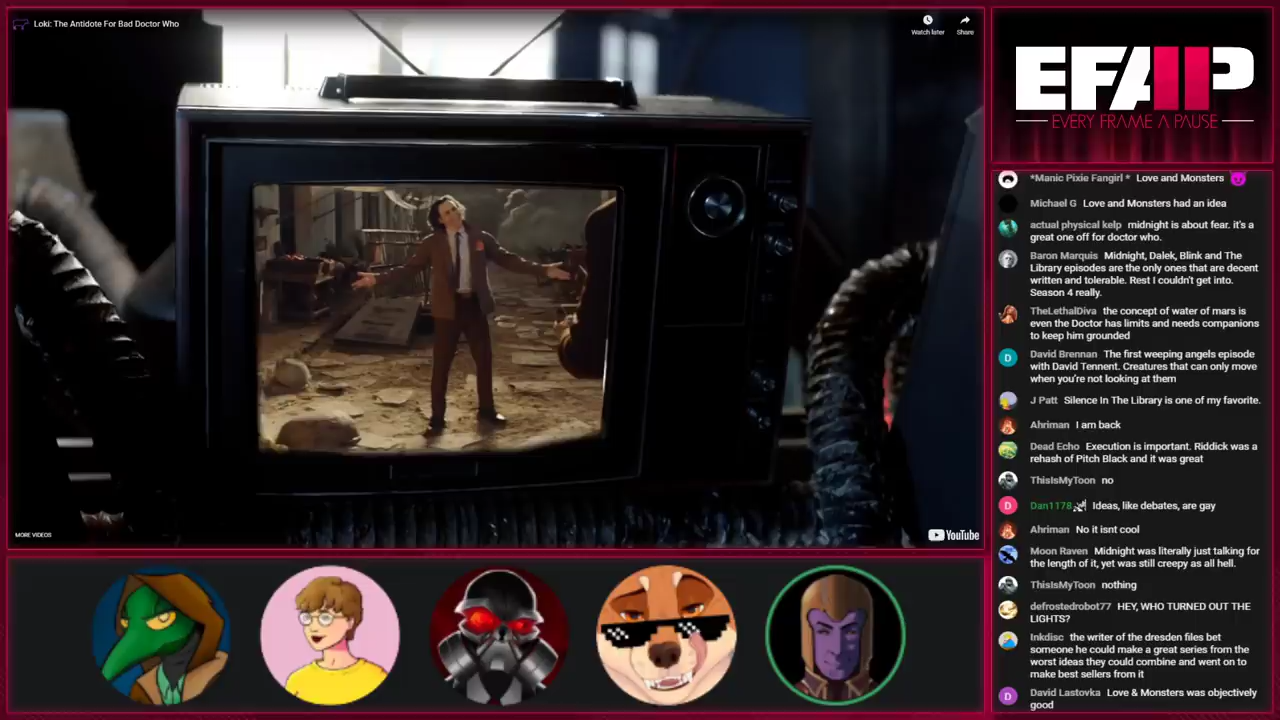 Loki: The Antidote For Bad Doctor Who
Watch later
Share
MORE VIDEOS
YouTube
EFAP
EVERY FRAME A PAUSE
*Manic Pixie Fangirl * Love and Monsters
Michael G Love and Monsters had an idea
actual physical kelp midnight is about fear. it's a
great one off for doctor who.
Baron Marquis Midnight, Dalek, Blink and The
Library episodes are the only ones that are decent
written and tolerable. Rest I couldn't get into.
Season 4 really.
TheLethalDiva the concept of water of mars is
even the Doctor has limits and needs companions
to keep him grounded
D
David Brennan The first weeping angels episode
with David Tennent. Creatures that can only move
when you're not looking at them
J Patt Silence In The Library is one of my favorite.
Ahriman I am back
Dead Echo Execution is important. Riddick was a
rehash of Pitch Black and it was great
ThisIsMyToon no
D
Dan1178 Ideas, like debates, are gay
Ahriman No it isnt cool
Moon Raven Midnight was literally just talking for
the length of it, yet was still creepy as all hell.
ThisIsMyToon nothing
defrostedrobot77 HEY, WHO TURNED OUT THE
LIGHTS?
Inkdisc the writer of the dresden files bet
someone he could make a great series from the
worst ideas they could combine and went on to
make best sellers from it
D
David Lastovka Love & Monsters was objectively
good